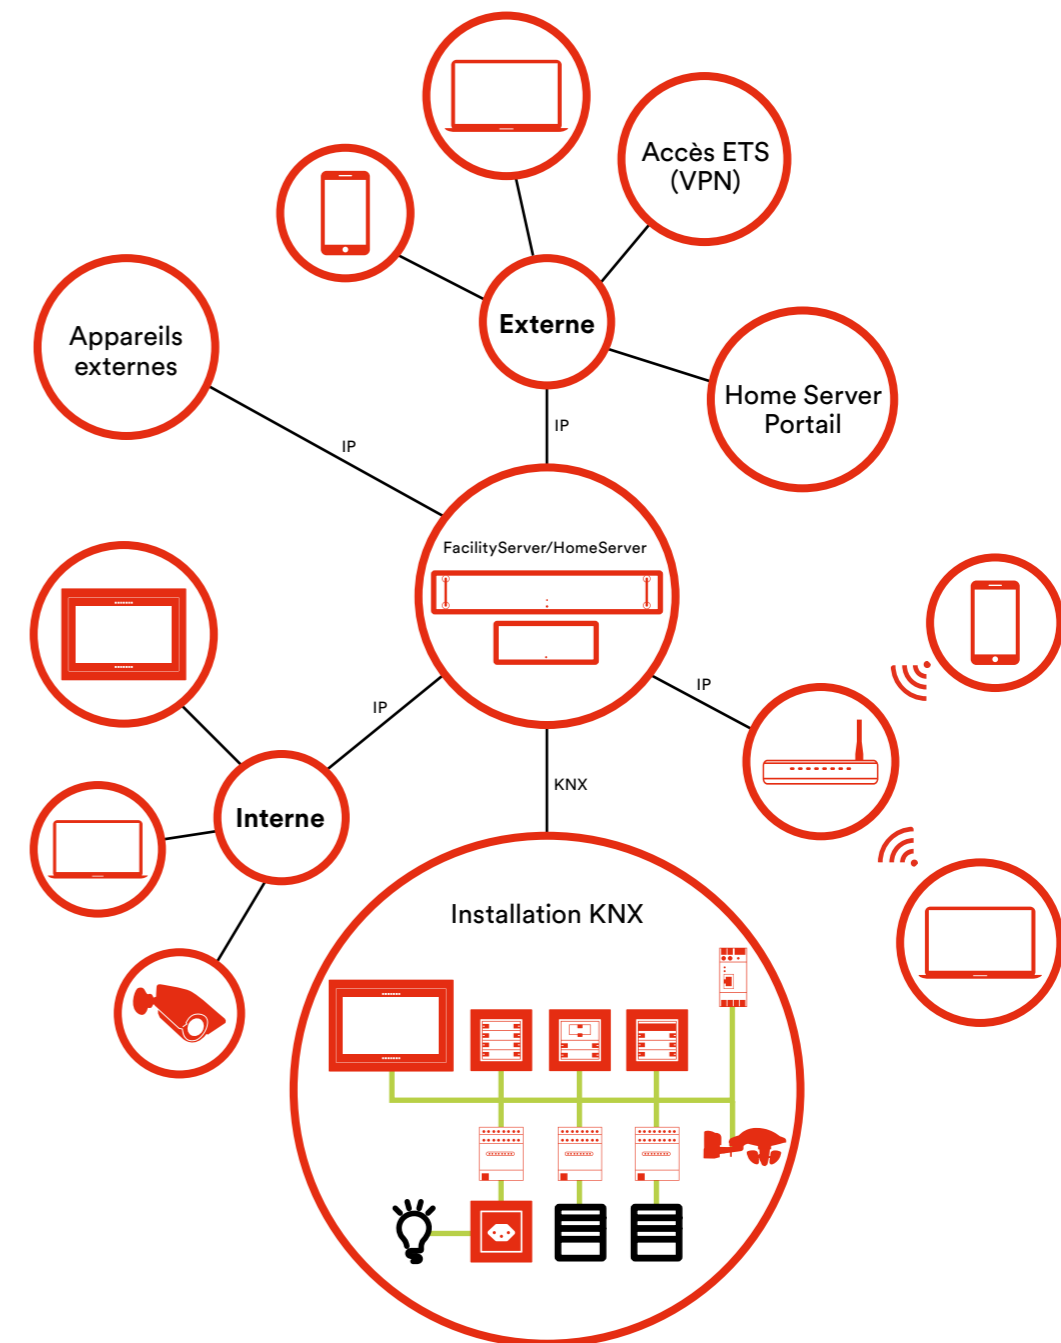 Accès ETS
(VPN)
Externe
Appareils
externes
Home Server
Portail
IP
IP
FacilityServer/HomeServer
IP
IP
KNX
Interne
Installation KNX